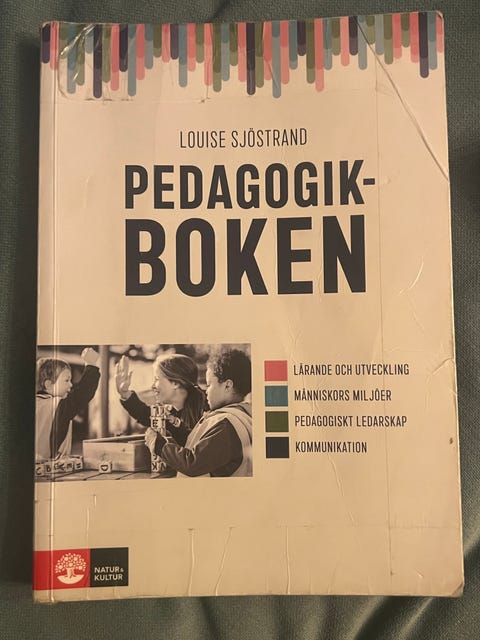 LOUISE SJÖSTRAND
PEDAGOGIK-
BOKEN
LÄRANDE OCH UTVECKLING
MÄNNISKORS MILJÖER
PEDAGOGISKT LEDARSKAP
KOMMUNIKATION
NATUR &
KULTUR